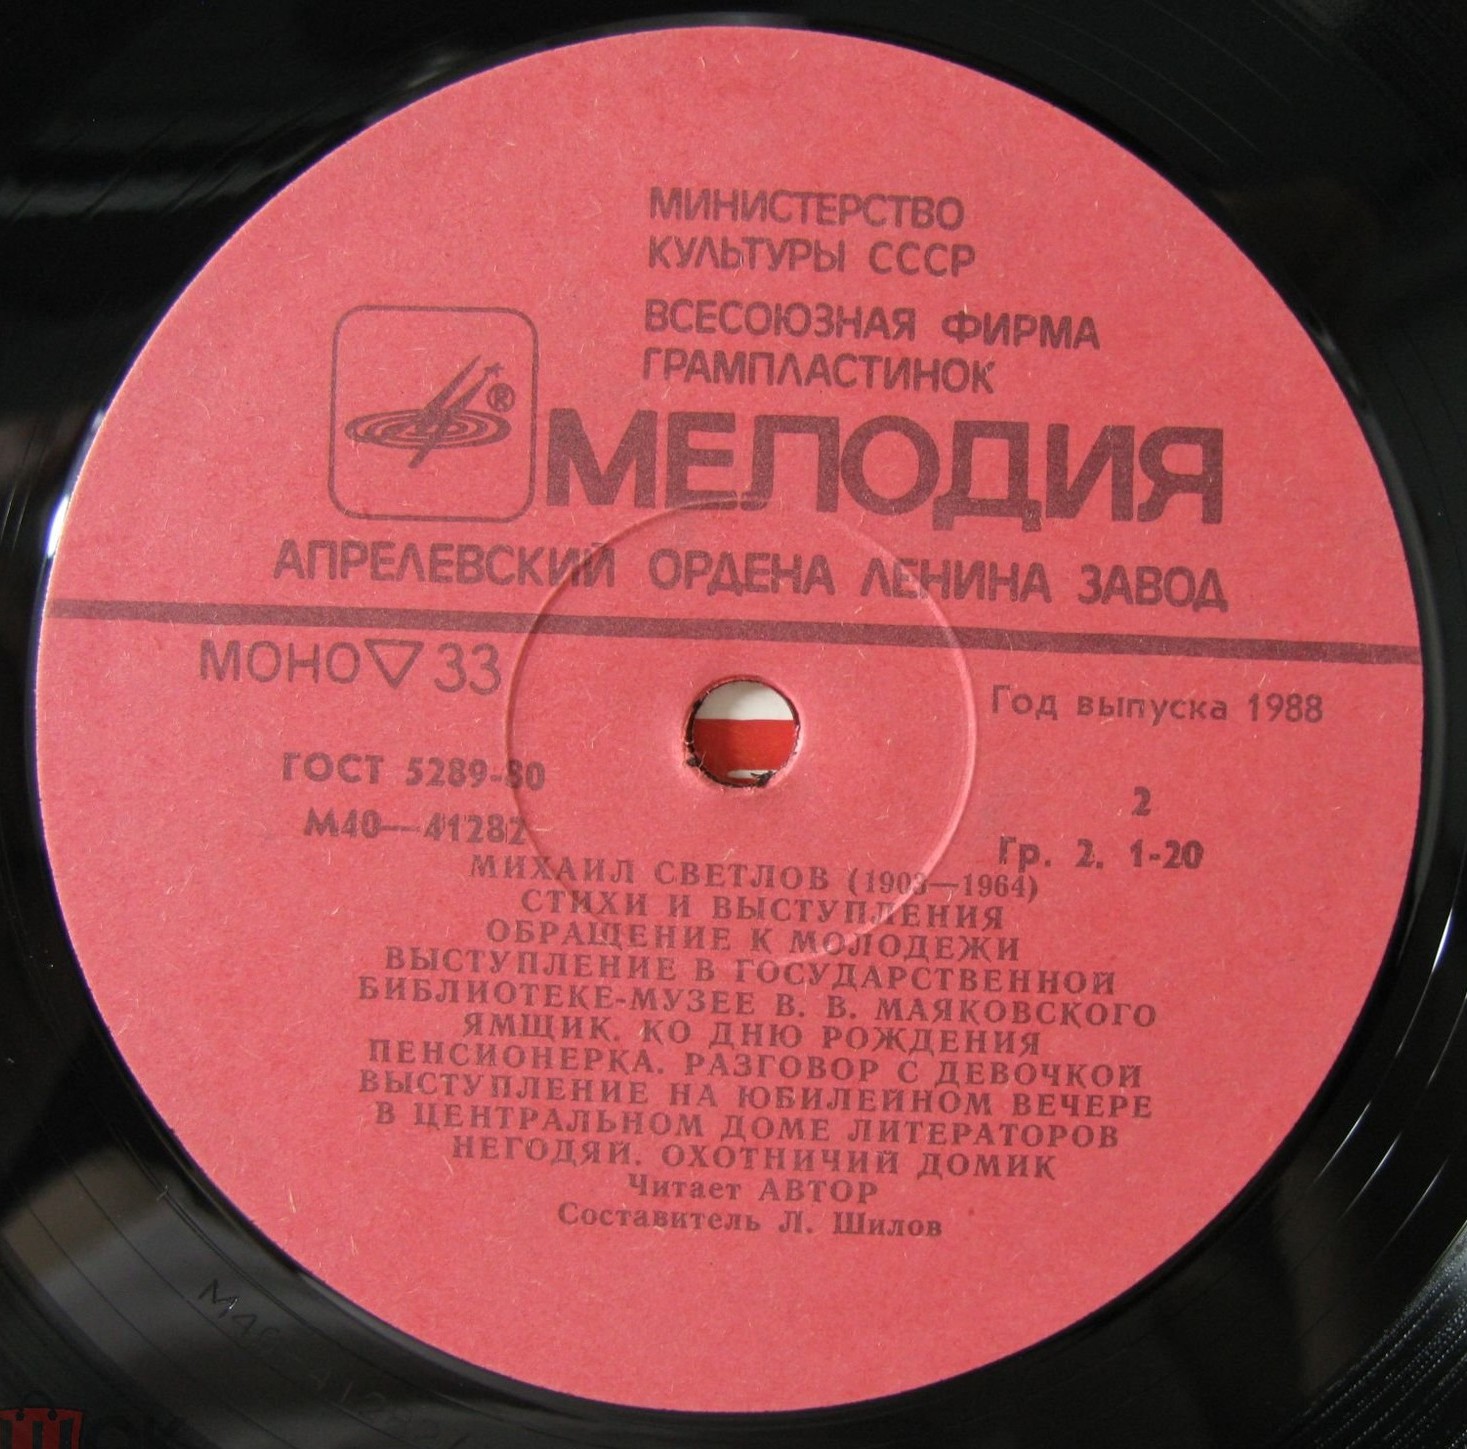 МИНИСТЕРСТВО
КУЛЬТУРЫ СССР
ВСЕСОЮЗНАЯ ФИРМА
ГРАМПЛАСТИНОК
®
МЕЛОДИЯ
АПРЕЛЕВСКИЙ ОРДЕНА ЛЕНИНА ЗАВОД
МОНО 33
Год выпуска 1988
ГОСТ 5289-80
2
М40—41282
Гр. 2. 1-20
МИХАИЛ СВЕТЛОВ (1903—1964)
СТИХИ И ВЫСТУПЛЕНИЯ
ОБРАЩЕНИЕ К МОЛОДЕЖИ
ВЫСТУПЛЕНИЕ В ГОСУДАРСТВЕННОЙ
БИБЛИОТЕКЕ-МУЗЕЕ В. В. МАЯКОВСКОГО
ЯМЩИК. КО ДНЮ РОЖДЕНИЯ
ПЕНСИОНЕРКА. РАЗГОВОР С ДЕВОЧКОЙ
ВЫСТУПЛЕНИЕ НА ЮБИЛЕЙНОМ ВЕЧЕРЕ
В ЦЕНТРАЛЬНОМ ДОМЕ ЛИТЕРАТОРОВ
НЕГОДЯЙ. ОХОТНИЧИЙ ДОМИК
Читает АВТОР
Составитель Л. Шилов